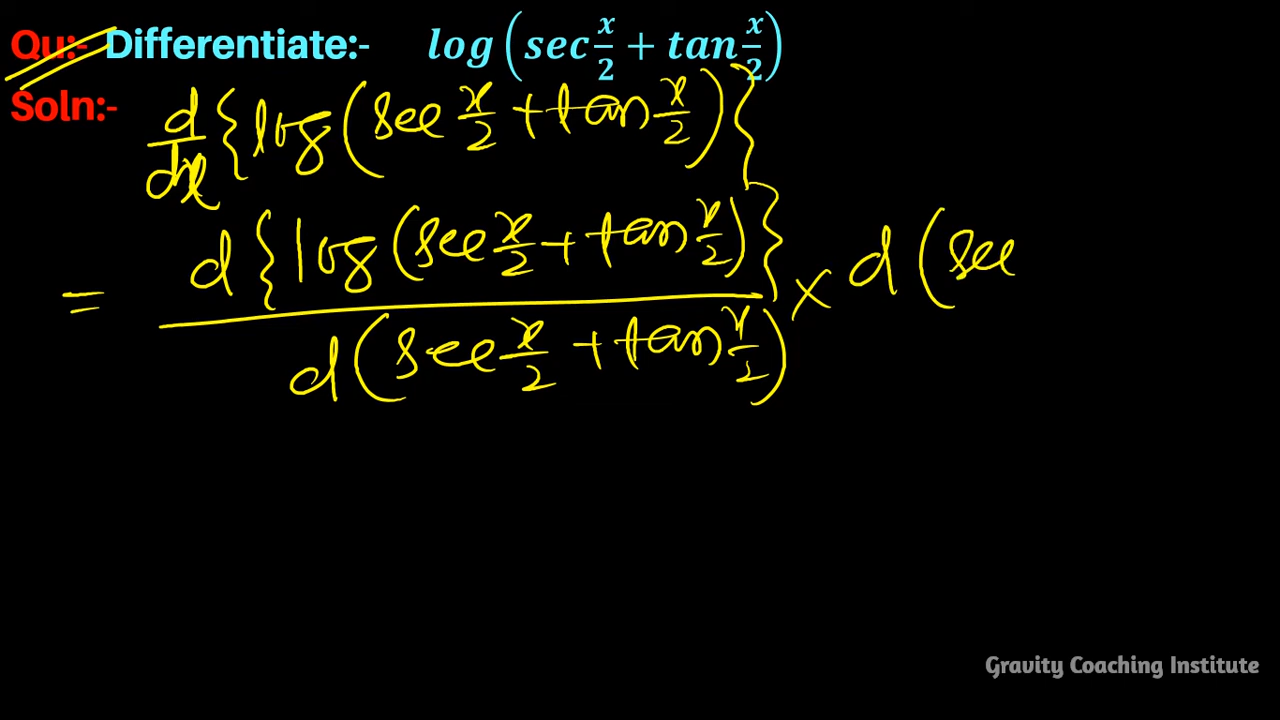 Qu:- Differentiate:- log(sec x/2 + tan x/2)
Soln:- d/dx {log(sec x/2 + tan x/2)}
= d{log(sec x/2 + tan x/2)} / d(sec x/2 + tan x/2) × d(sec
Gravity Coaching Institute